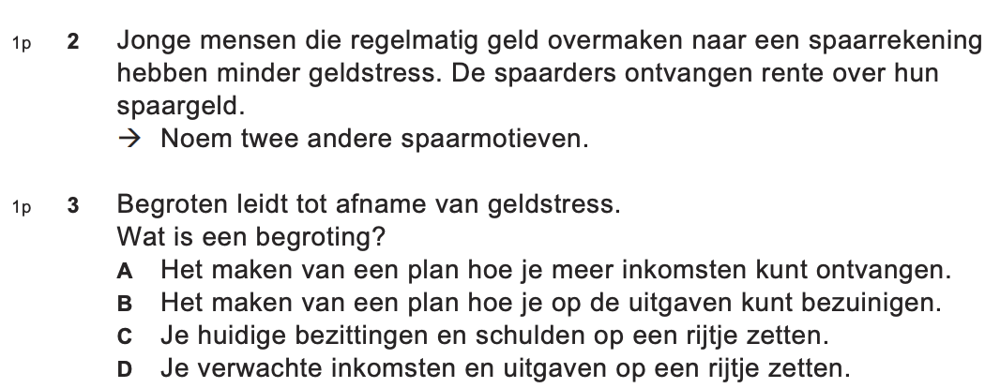 1p 2 Jonge mensen die regelmatig geld overmaken naar een spaarrekening
hebben minder geldstress. De spaarders ontvangen rente over hun
spaargeld.
→ Noem twee andere spaarmotieven.
1p 3 Begroten leidt tot afname van geldstress.
Wat is een begroting?
A Het maken van een plan hoe je meer inkomsten kunt ontvangen.
B Het maken van een plan hoe je op de uitgaven kunt bezuinigen.
C Je huidige bezittingen en schulden op een rijtje zetten.
D Je verwachte inkomsten en uitgaven op een rijtje zetten.